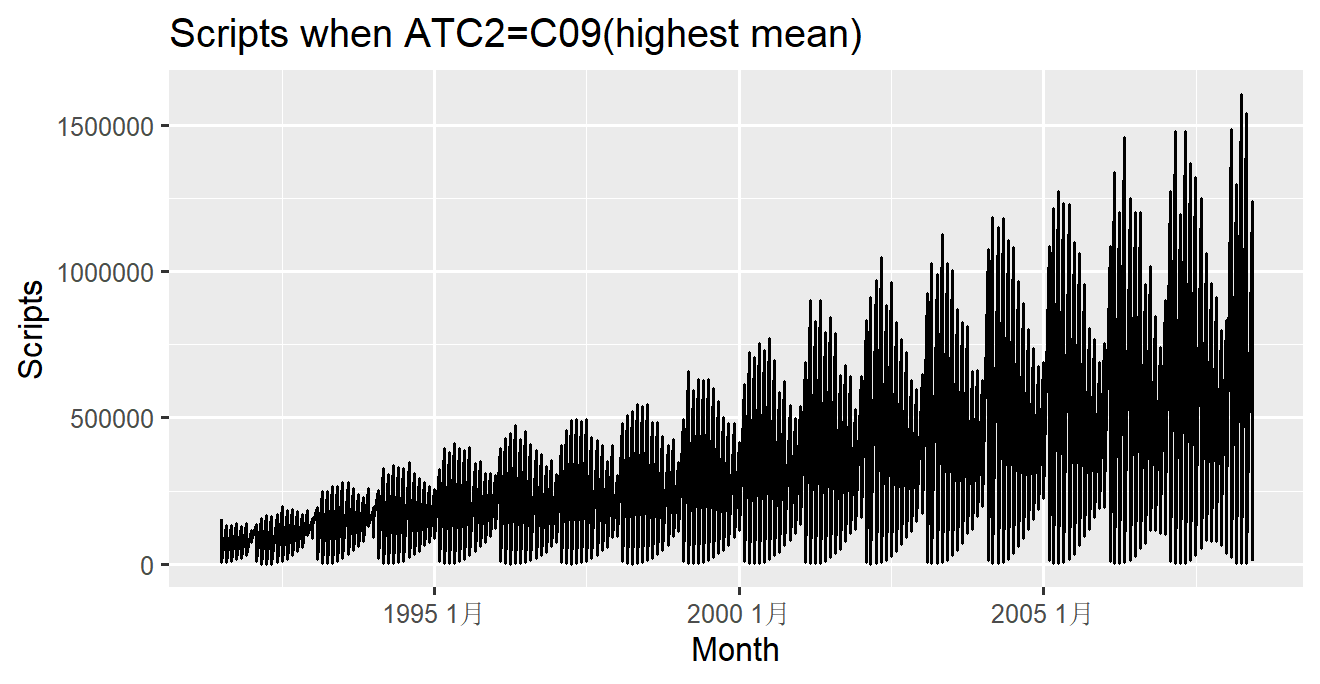 Scripts when ATC2=C09(highest mean)
1500000
1000000
500000
0
Scripts
1995 1月
2000 1月
2005 1月
Month